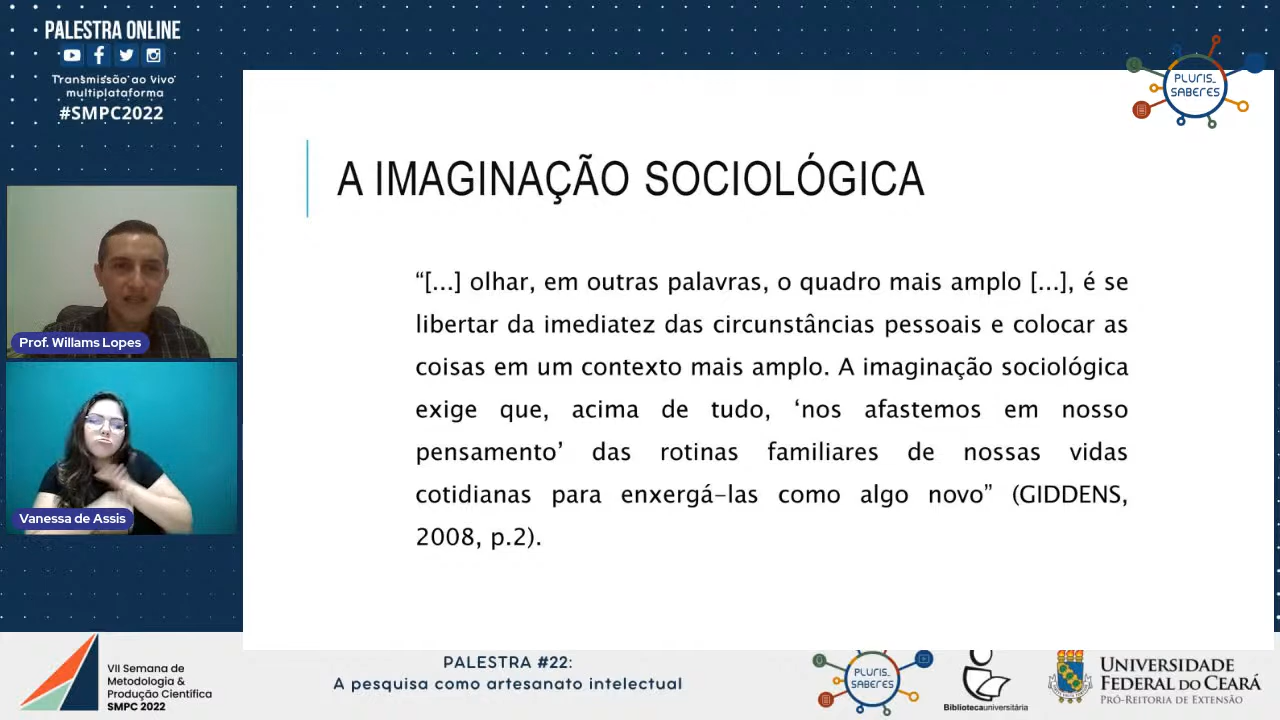 PALESTRA ONLINE
Transmissão ao vivo
multiplataforma
#SMPC2022
PLURIS_
SABERES
A IMAGINAÇÃO SOCIOLÓGICA
“[...] olhar, em outras palavras, o quadro mais amplo [...], é se
libertar da imediatez das circunstâncias pessoais e colocar as
coisas em um contexto mais amplo. A imaginação sociológica
exige que, acima de tudo, ‘nos afastemos em nosso
pensamento’ das rotinas familiares de nossas vidas
cotidianas para enxergá-las como algo novo” (GIDDENS,
2008, p.2).
Prof. Willams Lopes
Vanessa de Assis
VII Semana de
Metodologia &
Produção Científica
SMPC 2022
PALESTRA #22:
A pesquisa como artesanato intelectual
PLURIS_
SABERES
Bibliotecauniversitária
UNIVERSIDADE
FEDERAL DO CEARÁ
PRÓ-REITORIA DE EXTENSÃO